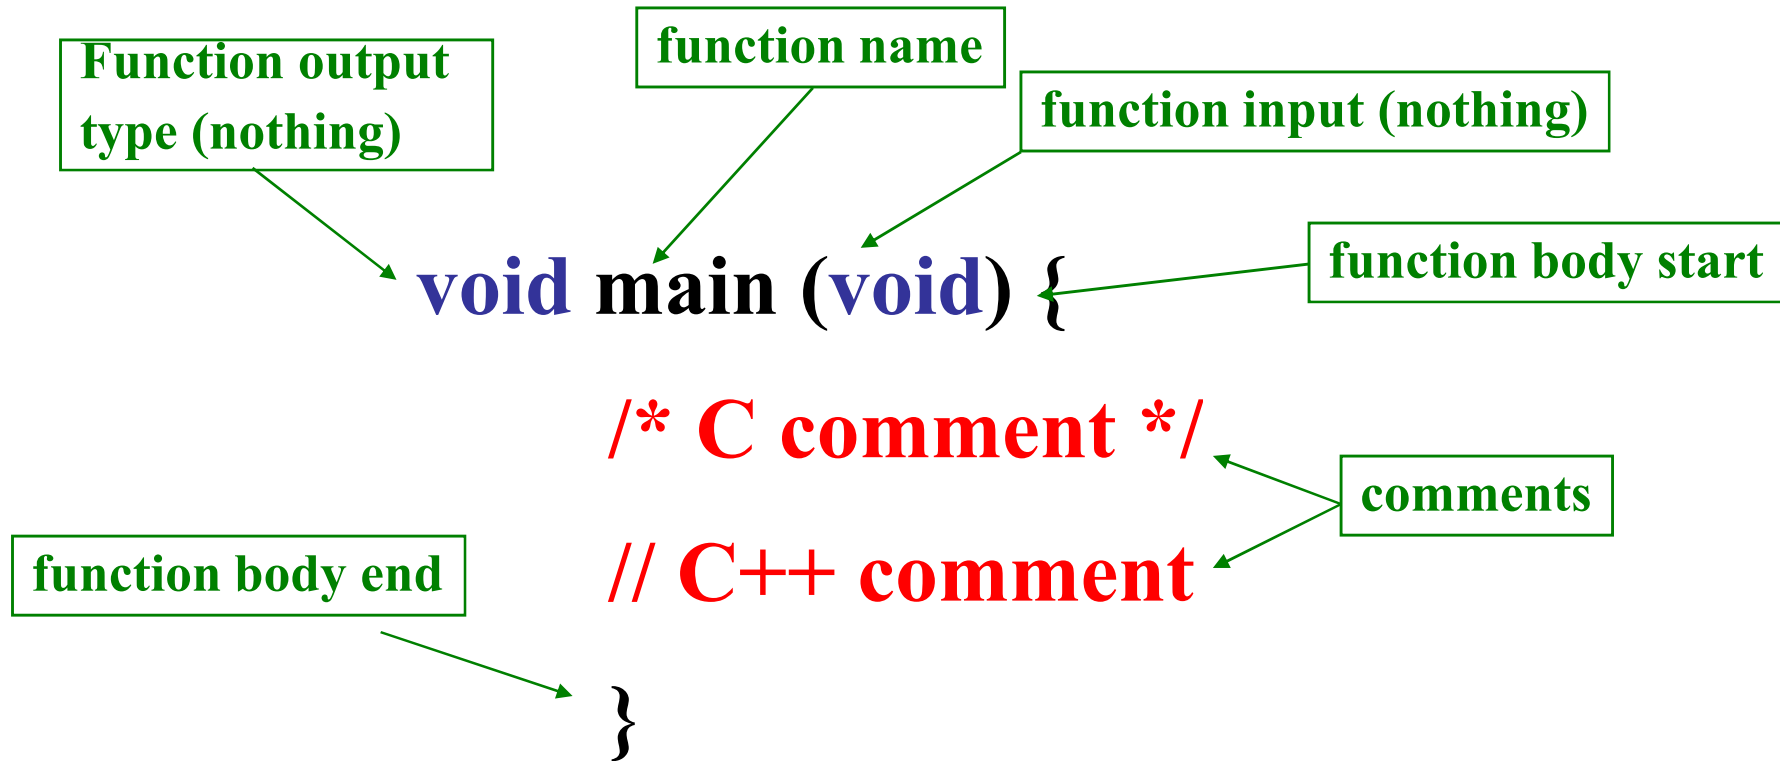 function name
Function output
type (nothing)
function input (nothing)
function body start
void main (void) {
/* C comment */
comments
// C++ comment
function body end
}